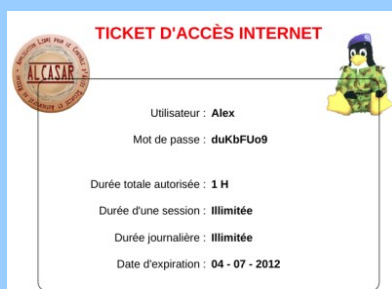 TICKET D'ACCÈS INTERNET
ALCASAR
Utilisateur : Alex
Mot de passe : duKbFUo9
Durée totale autorisée : 1 H
Durée d'une session : Illimitée
Durée journalière : Illimitée
Date d'expiration : 04 - 07 - 2012